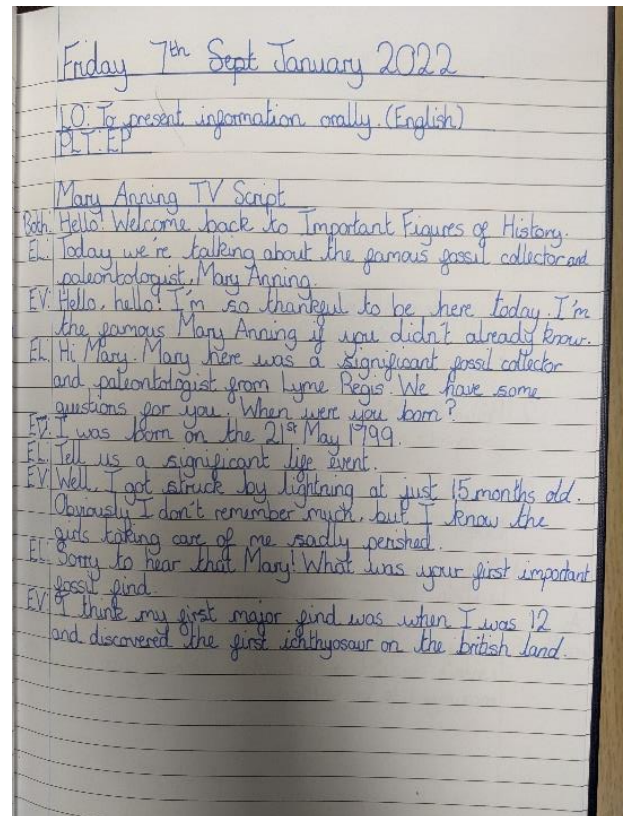 Friday 7th Sept January 2022
LO: To present information orally. (English)
PLT: EP
Mary Anning TV Script
Both: Hello! Welcome back to Important Figures of History.
EL: Today we're talking about the famous fossil collector and
paleontologist, Mary Anning.
EV: Hello, hello! I'm so thankful to be here today. I'm
the famous Mary Anning if you didn't already know.
EL: Hi Mary. Mary here was a significant fossil collector
and paleontologist from Lyme Regis. We have some
questions for you. When were you born?
EV: I was born on the 21st May 1799.
EL: Tell us a significant life event.
EV: Well, I got struck by lightning at just 15 months old.
Obviously I don't remember much, but I know the
girls taking care of me sadly perished.
EL: Sorry to hear that Mary! What was your first important
fossil find.
EV: I think my first major find was when I was 12
and discovered the first ichthyosaur on the british land.